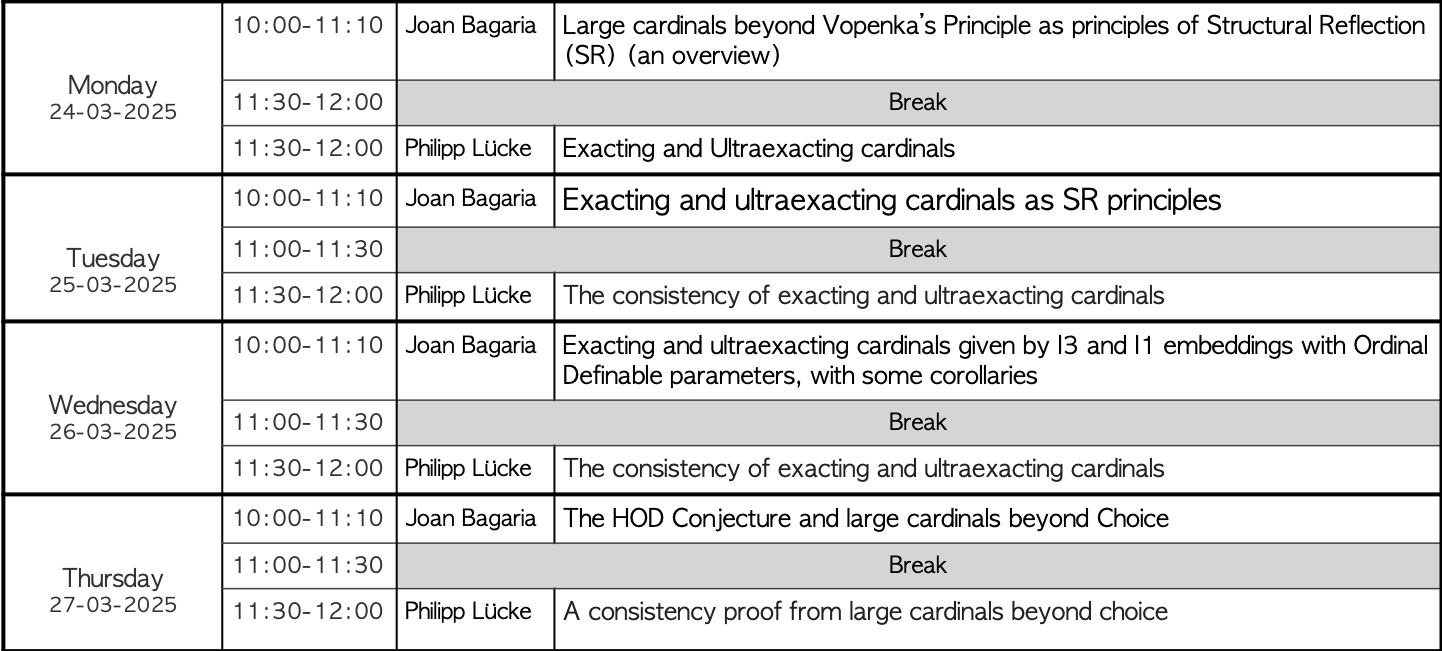 Monday
24-03-2025
10:00-11:10 Joan Bagaria Large cardinals beyond Vopenka's Principle as principles of Structural Reflection
(SR) (an overview)
11:30-12:00 Break
11:30-12:00 Philipp Lücke Exacting and Ultraexacting cardinals
Tuesday
25-03-2025
10:00-11:10 Joan Bagaria Exacting and ultraexacting cardinals as SR principles
11:00-11:30 Break
11:30-12:00 Philipp Lücke The consistency of exacting and ultraexacting cardinals
Wednesday
26-03-2025
10:00-11:10 Joan Bagaria Exacting and ultraexacting cardinals given by I3 and I1 embeddings with Ordinal
Definable parameters, with some corollaries
11:00-11:30 Break
11:30-12:00 Philipp Lücke The consistency of exacting and ultraexacting cardinals
Thursday
27-03-2025
10:00-11:10 Joan Bagaria The HOD Conjecture and large cardinals beyond Choice
11:00-11:30 Break
11:30-12:00 Philipp Lücke A consistency proof from large cardinals beyond choice